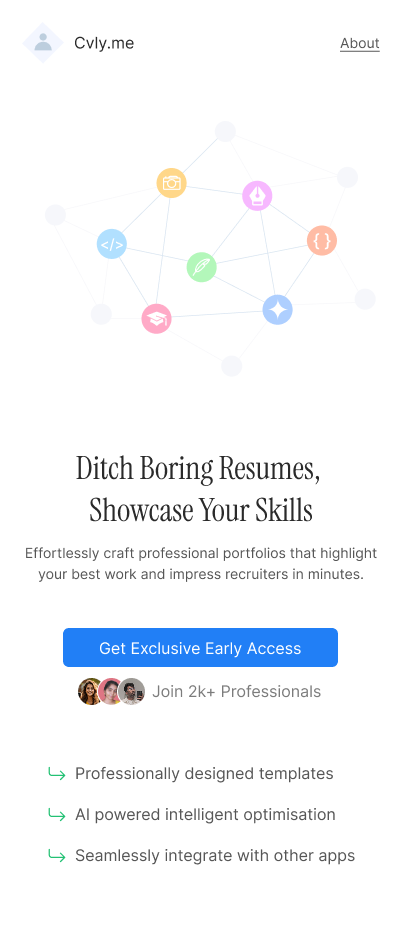 Cvly.me
About
</>
{ }
Ditch Boring Resumes,
Showcase Your Skills
Effortlessly craft professional portfolios that highlight
your best work and impress recruiters in minutes.
Get Exclusive Early Access
Join 2k+ Professionals
Professionally designed templates
AI powered intelligent optimisation
Seamlessly integrate with other apps